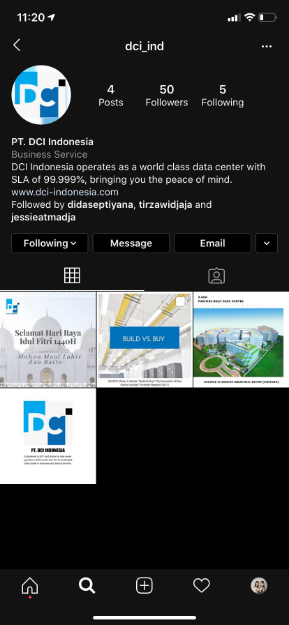 11:20
dci_ind
DCI
4
Posts
50
Followers
5
Following
PT. DCI Indonesia
Business Service
DCI Indonesia operates as a world class data center with
SLA of 99.999%, bringing you the peace of mind.
www.dci-indonesia.com
Followed by didaseptiyana, tirzawidjaja and
jessieatmadja
Following
Message
Email
Selamat Hari Raya
Idul Fitri 1440H
Mohon Maaf Lahir
dan Batin
BUILD VS. BUY
DCI
PT. DCI INDONESIA